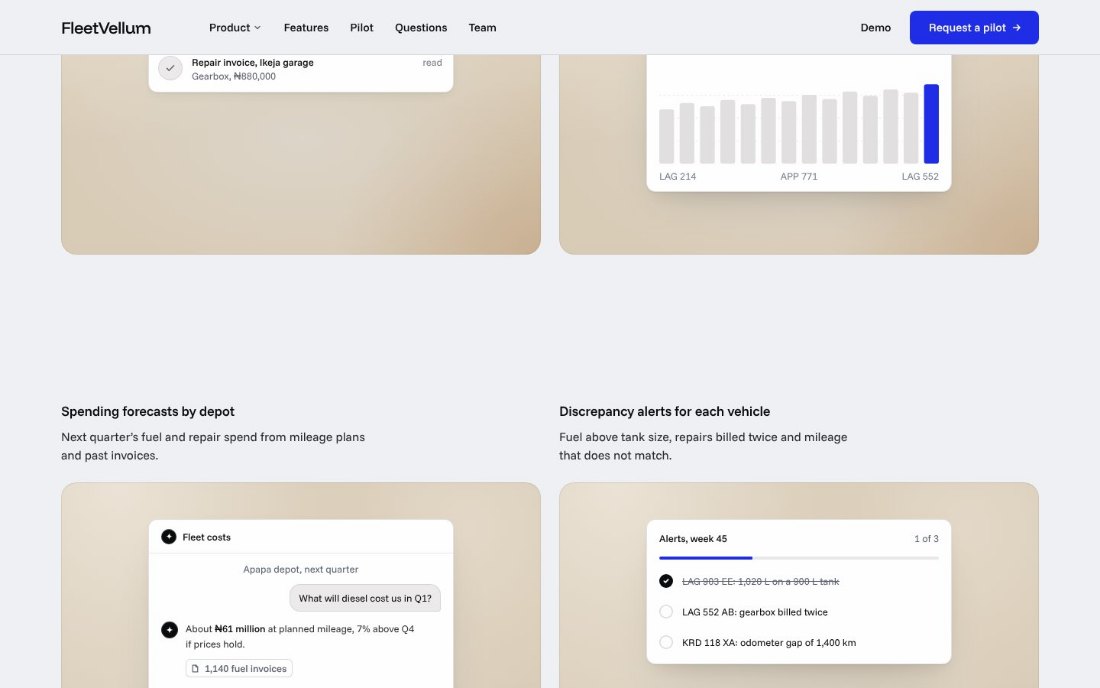 FleetVellum
Product
Features
Pilot
Questions
Team
Demo
Request a pilot →
Repair invoice, Ikeja garage
read
Gearbox, ₦880,000
LAG 214
APP 771
LAG 552
Spending forecasts by depot
Next quarter's fuel and repair spend from mileage plans
and past invoices.
Discrepancy alerts for each vehicle
Fuel above tank size, repairs billed twice and mileage
that does not match.
Fleet costs
Apapa depot, next quarter
What will diesel cost us in Q1?
About ₦61 million at planned mileage, 7% above Q4
if prices hold.
1,140 fuel invoices
Alerts, week 45
1 of 3
LAG 903 EE: 1,020 L on a 900 L tank
LAG 552 AB: gearbox billed twice
KRD 118 XA: odometer gap of 1,400 km